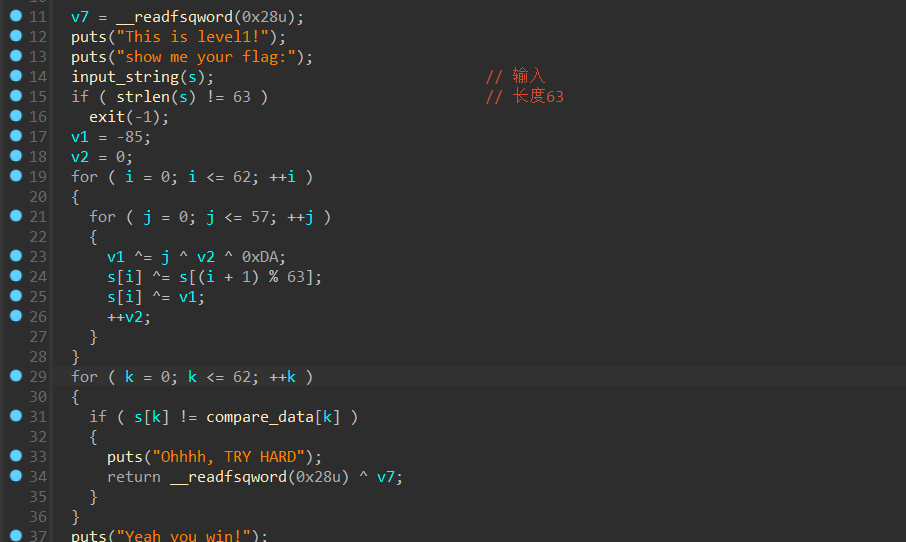 11 v7 = __readfsqword(0x28u);
12 puts("This is level1!");
13 puts("show me your flag:");
14 input_string(s); // 输入
15 if ( strlen(s) != 63 ) // 长度63
16 exit(-1);
17 v1 = -85;
18 v2 = 0;
19 for ( i = 0; i <= 62; ++i )
20 {
21 for ( j = 0; j <= 57; ++j )
22 {
23 v1 ^= j ^ v2 ^ 0xDA;
24 s[i] ^= s[(i + 1) % 63];
25 s[i] ^= v1;
26 ++v2;
27 }
28 }
29 for ( k = 0; k <= 62; ++k )
30 {
31 if ( s[k] != compare_data[k] )
32 {
33 puts("Ohhhh, TRY HARD");
34 return __readfsqword(0x28u) ^ v7;
35 }
36 }
37 puts("Yeah you win!");